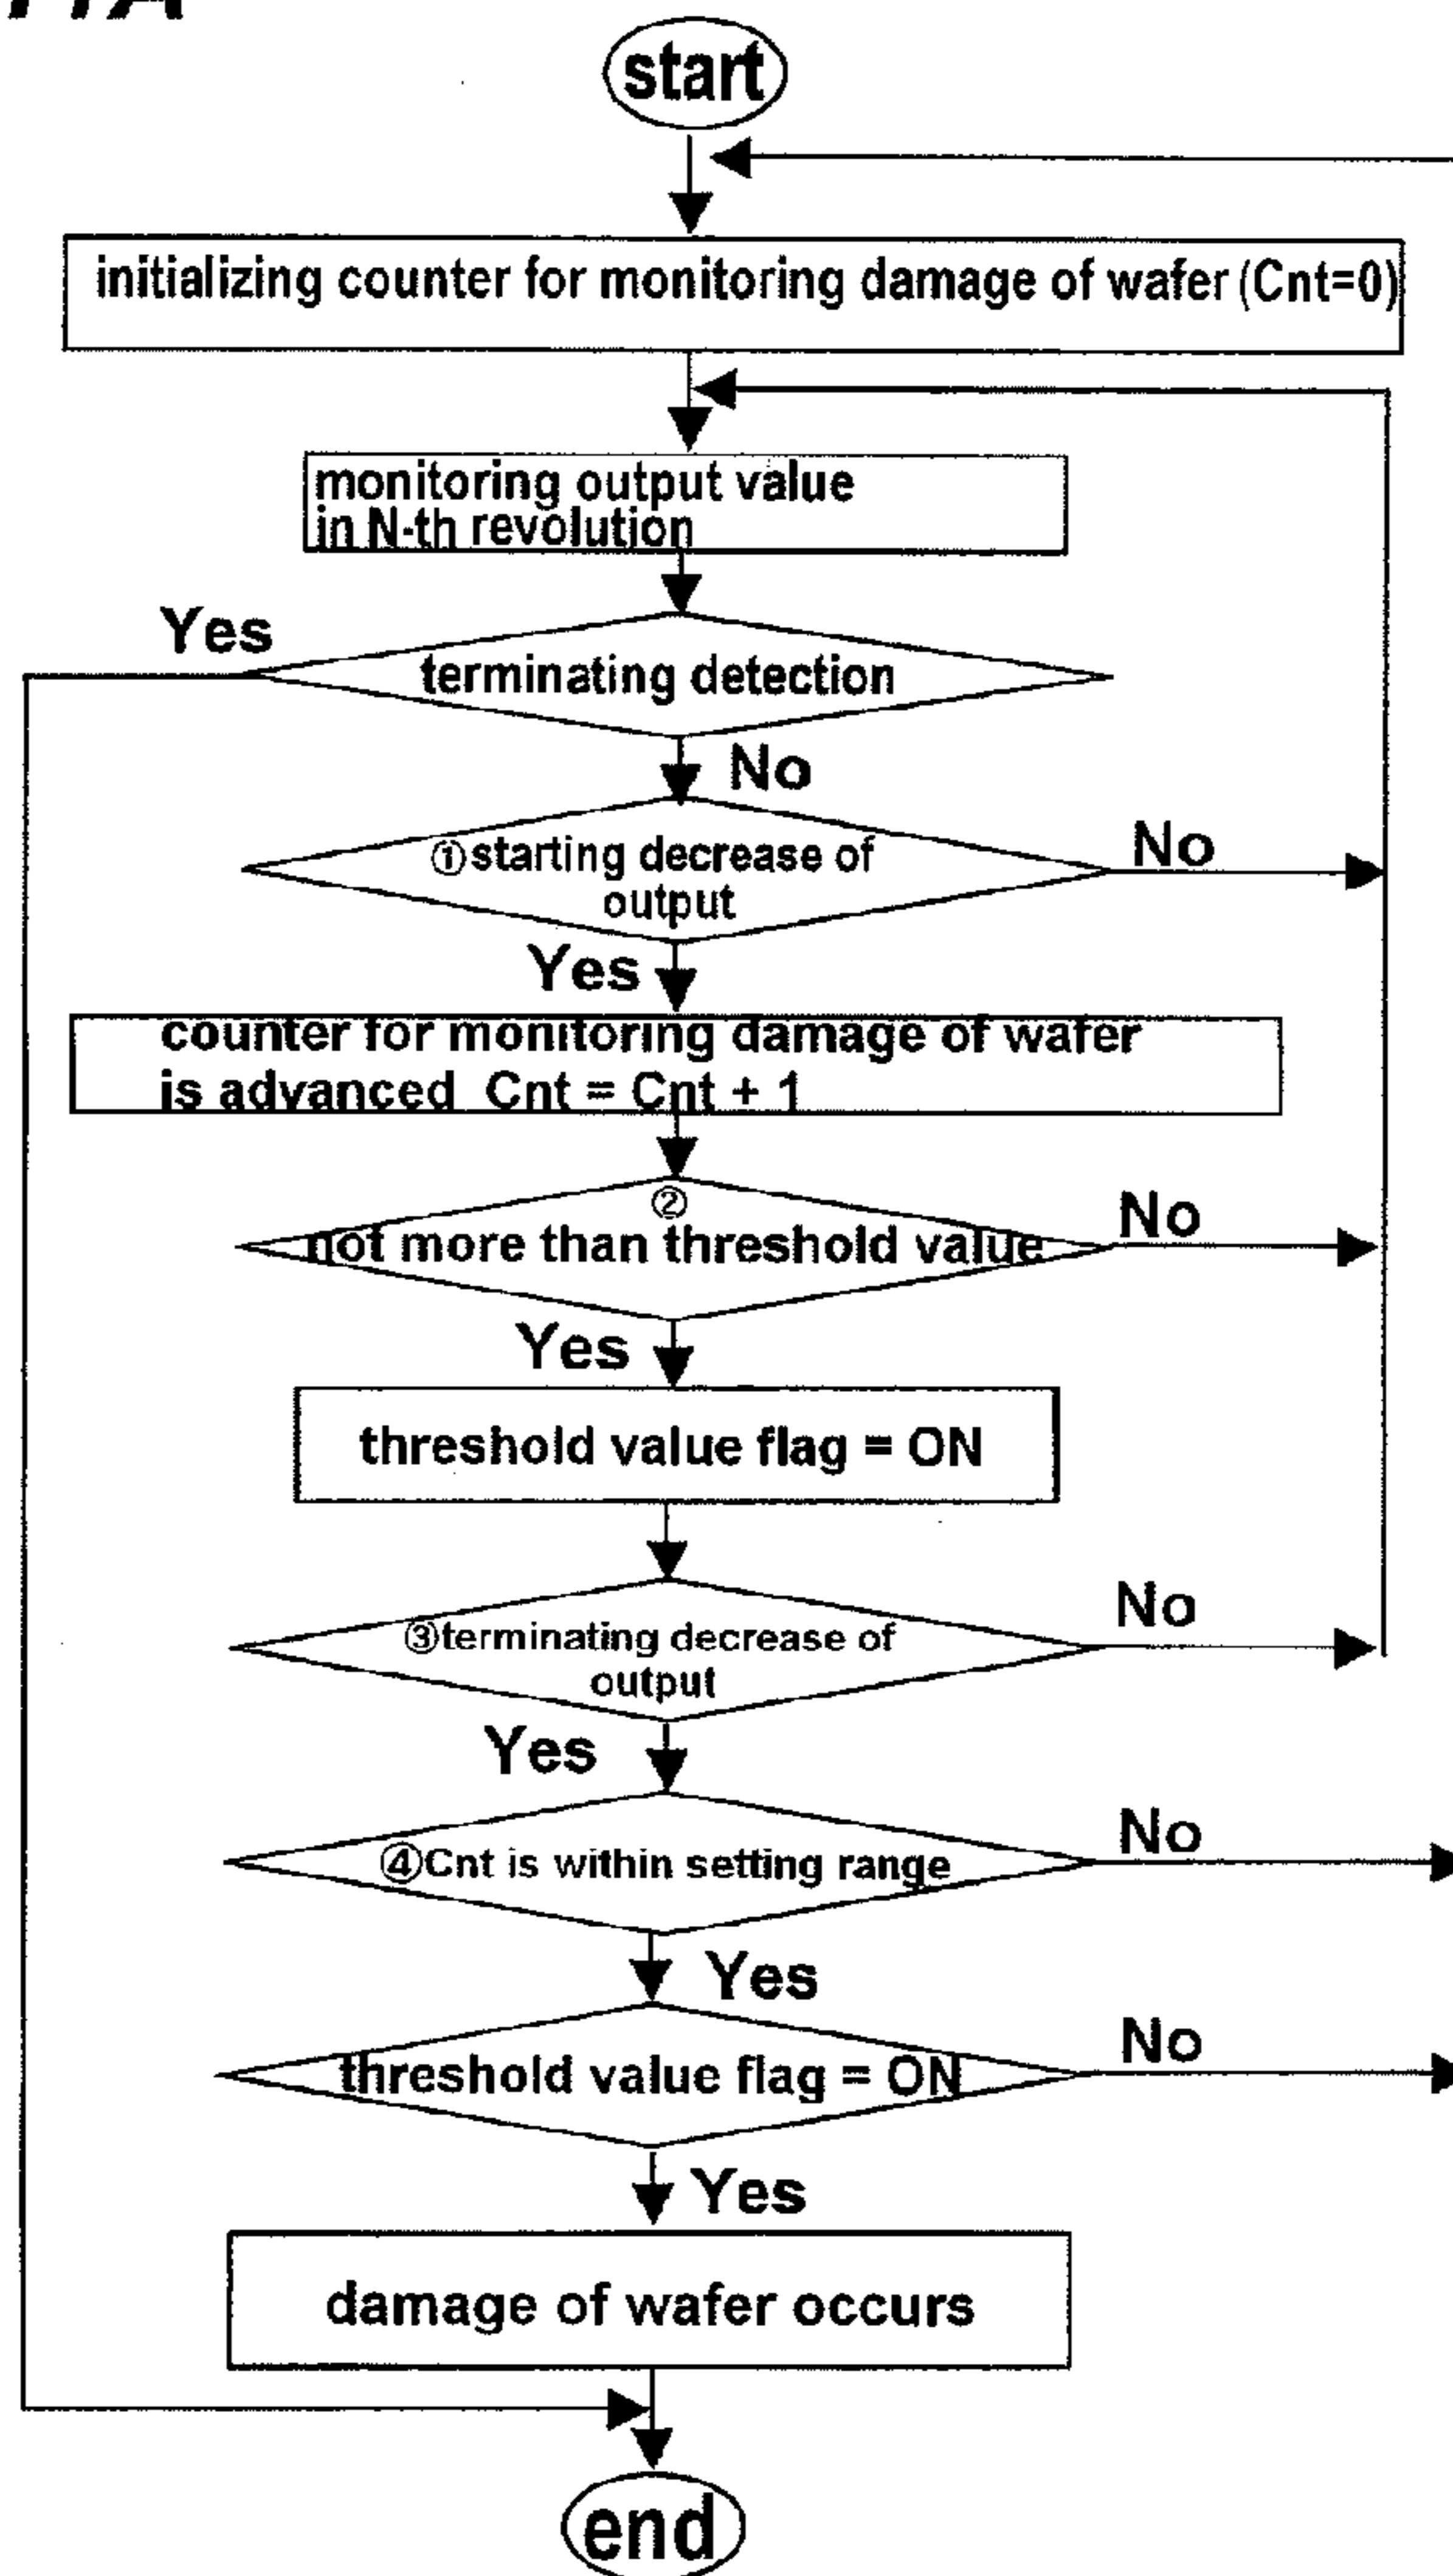 start
initializing counter for monitoring damage of wafer (Cnt=0)
monitoring output value
in N-th revolution
Yes
terminating detection
No
①starting decrease of
output
No
Yes
counter for monitoring damage of wafer
is advanced Cnt = Cnt + 1
②
not more than threshold value
No
Yes
threshold value flag = ON
③terminating decrease of
output
No
Yes
④Cnt is within setting range
No
Yes
threshold value flag = ON
No
Yes
damage of wafer occurs
end